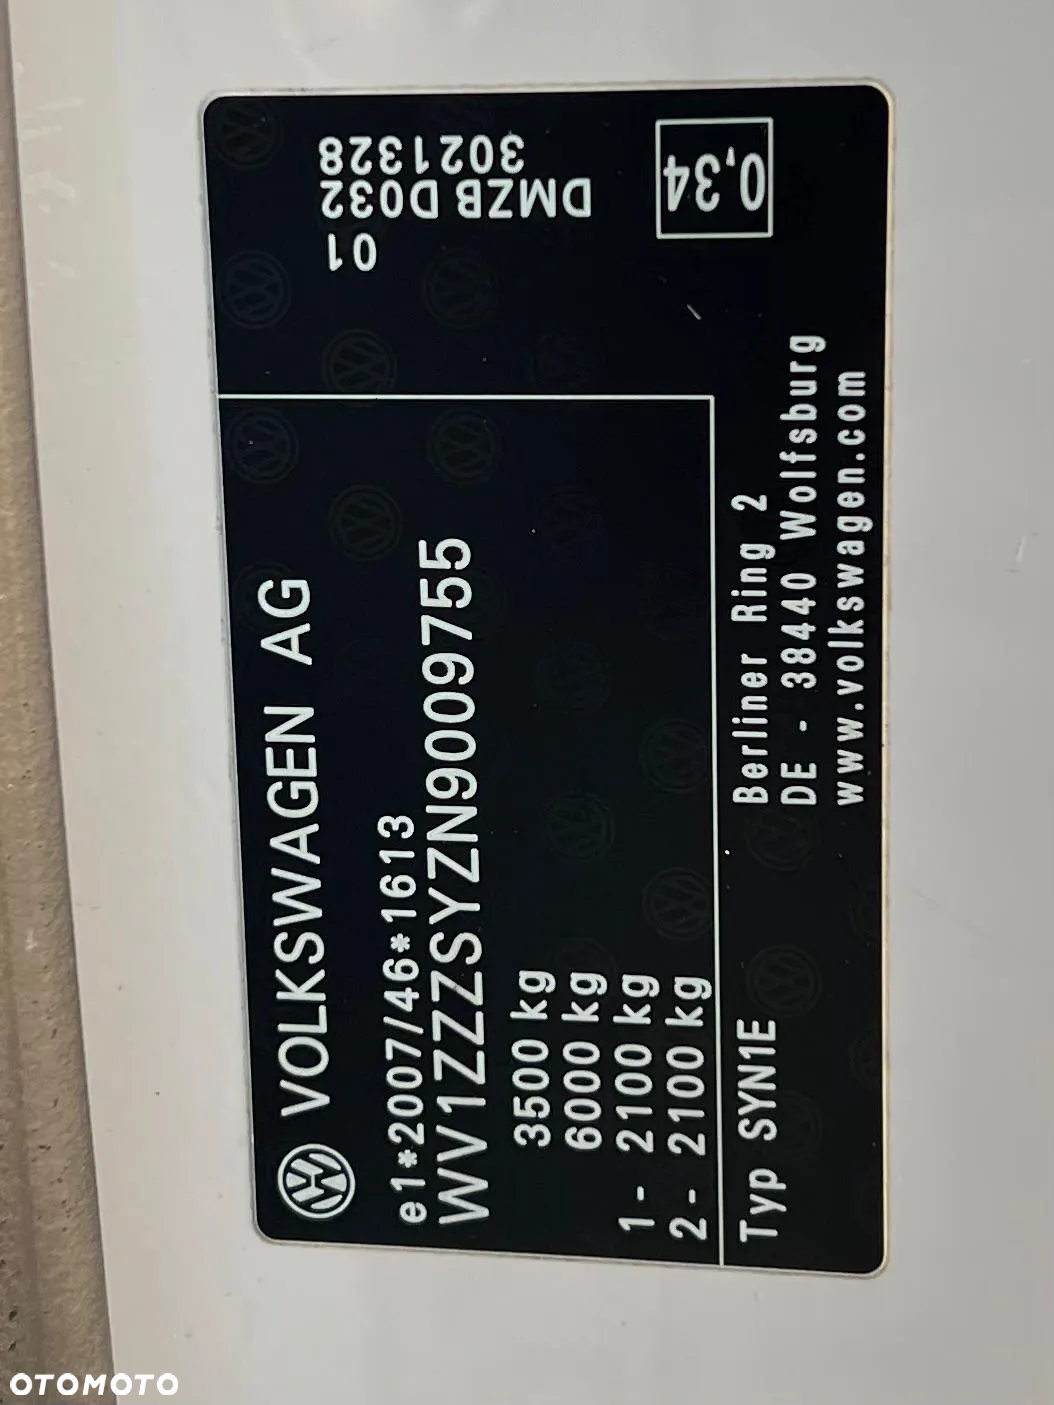 VOLKSWAGEN AG
e1*2007/46*1613
WV1ZZZSYZN9009755
3500 kg
6000 kg
1- 2100 kg
2- 2100 kg
Typ SYN1E
Berliner Ring 2
DE - 38440 Wolfsburg
www.volkswagen.com
01
DMZB D032
3021328
0,34
OTOMOTO